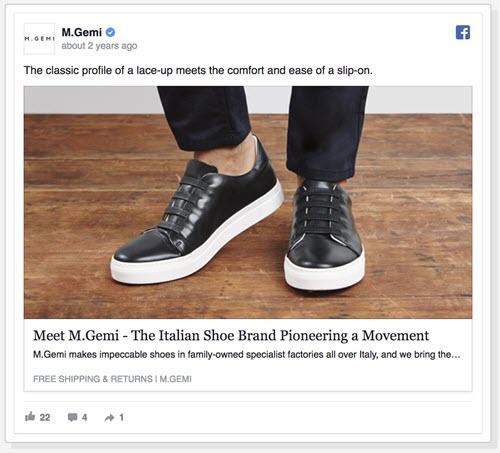 M.GEMI
M.Gemi
about 2 years ago
The classic profile of a lace-up meets the comfort and ease of a slip-on.
Meet M.Gemi - The Italian Shoe Brand Pioneering a Movement
M.Gemi makes impeccable shoes in family-owned specialist factories all over Italy, and we bring the…
FREE SHIPPING & RETURNS | M.GEMI
22 4 1